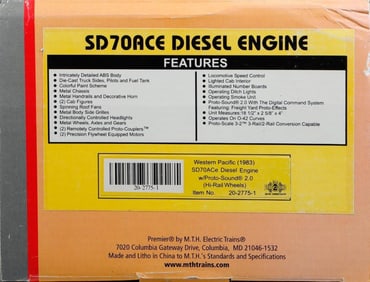 SD70ACE DIESEL ENGINE
FEATURES
• Intricately Detailed ABS Body
• Die-Cast Truck Sides, Pilots and Fuel Tank
• Colorful Paint Scheme
• Metal Chassis
• Metal Handrails and Decorative Horn
• (2) Cab Figures
• Spinning Roof Fans
• Metal Body Side Grilles
• Directionally Controlled Headlights
• Metal Wheels, Axles and Gears
• (2) Remotely Controlled Proto-Couplers™
• (2) Precision Flywheel Equipped Motors
• Locomotive Speed Control
• Lighted Cab Interior
• Illuminated Number Boards
• Operating Ditch Lights
• Operating Smoke Unit
• Proto-Sound® 2.0 With The Digital Command System
Featuring: Freight Yard Proto-Effects
• Unit Measures:18 1/2" x 2 5/8" x 4"
• Operates On O-42 Curves
• Proto-Scale 3-2™ 3-Rail/2-Rail Conversion Capable
20-2775-1
Western Pacific (1983)
SD70ACe Diesel Engine
w/Proto-Sound® 2.0
(Hi-Rail Wheels)
Item No. 20-2775-1
Premier® by M.T.H. Electric Trains®
7020 Columbia Gateway Drive, Columbia, MD 21046-1532
Made and Litho in China to M.T.H.'s Standards and Specifications
www.mthtrains.com